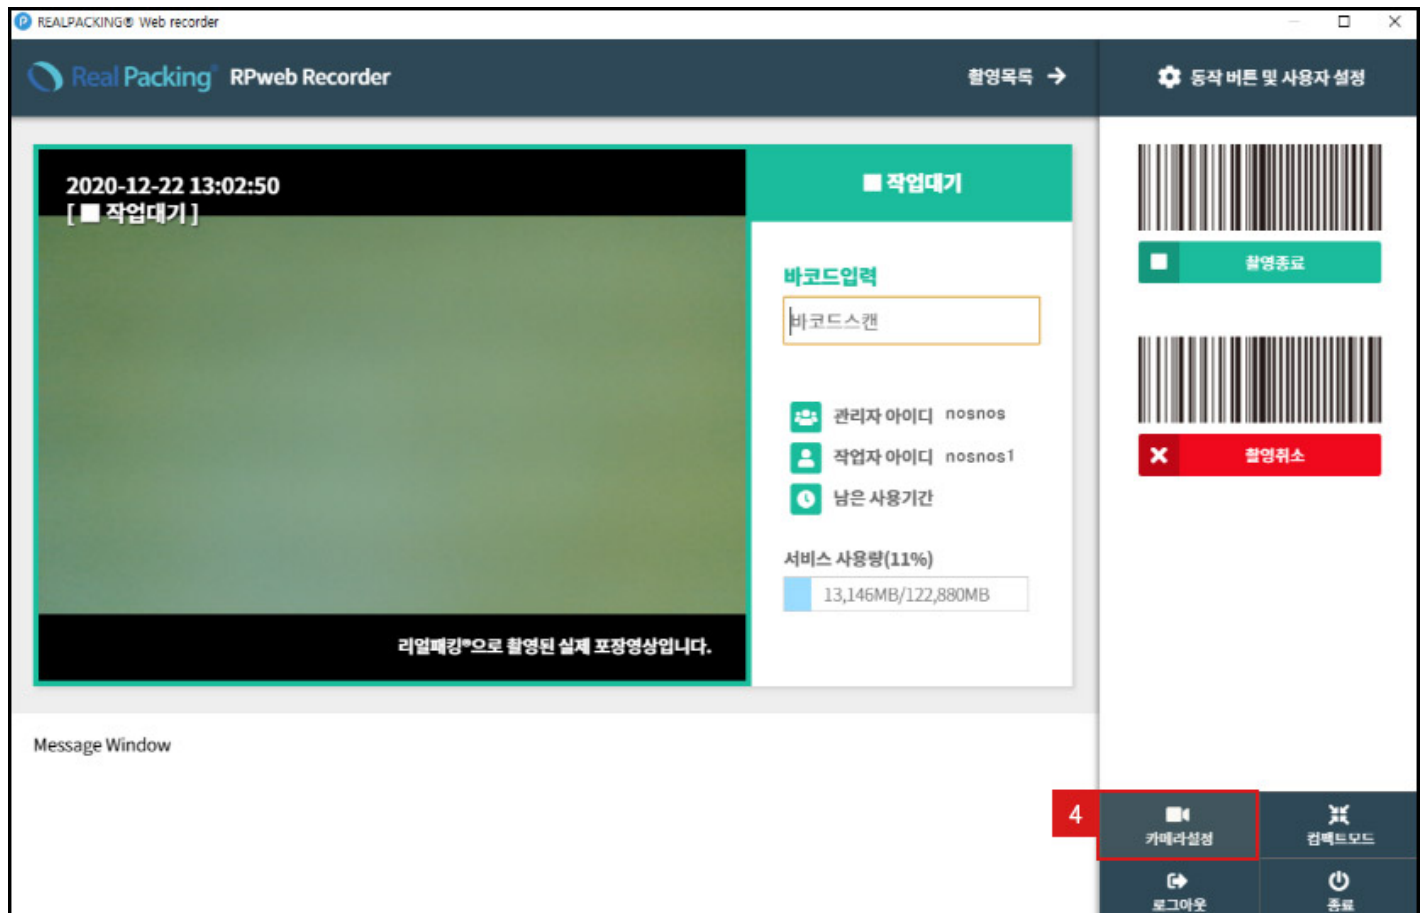 REALPACKING® Web recorder
Real Packing® RPweb Recorder
촬영목록 →
동작 버튼 및 사용자 설정
2020-12-22 13:02:50
[ ■ 작업대기 ]
■ 작업대기
바코드입력
바코드스캔
관리자 아이디 nosnos
작업자 아이디 nosnos1
남은 사용기간
서비스 사용량(11%)
13,146MB/122,880MB
리얼패킹®으로 촬영된 실제 포장영상입니다.
촬영종료
촬영취소
Message Window
4
카메라설정
컴팩트모드
로그아웃
종료